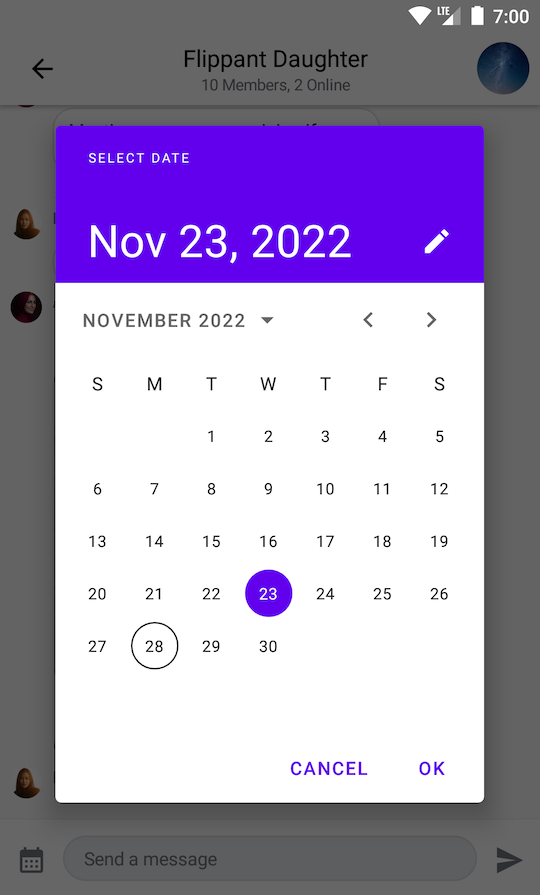 LTE 7:00
Flippant Daughter
10 Members, 2 Online
SELECT DATE
Nov 23, 2022
NOVEMBER 2022
S M T W T F S
1 2 3 4 5
6 7 8 9 10 11 12
13 14 15 16 17 18 19
20 21 22 23 24 25 26
27 28 29 30
CANCEL OK
Send a message